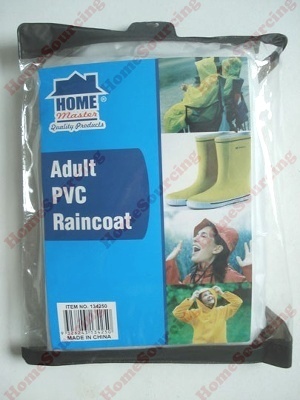 HOME ®
Master
Quality Products
Adult
PVC
Raincoat
ITEM NO. 134250
MADE IN CHINA
HomeSourcing